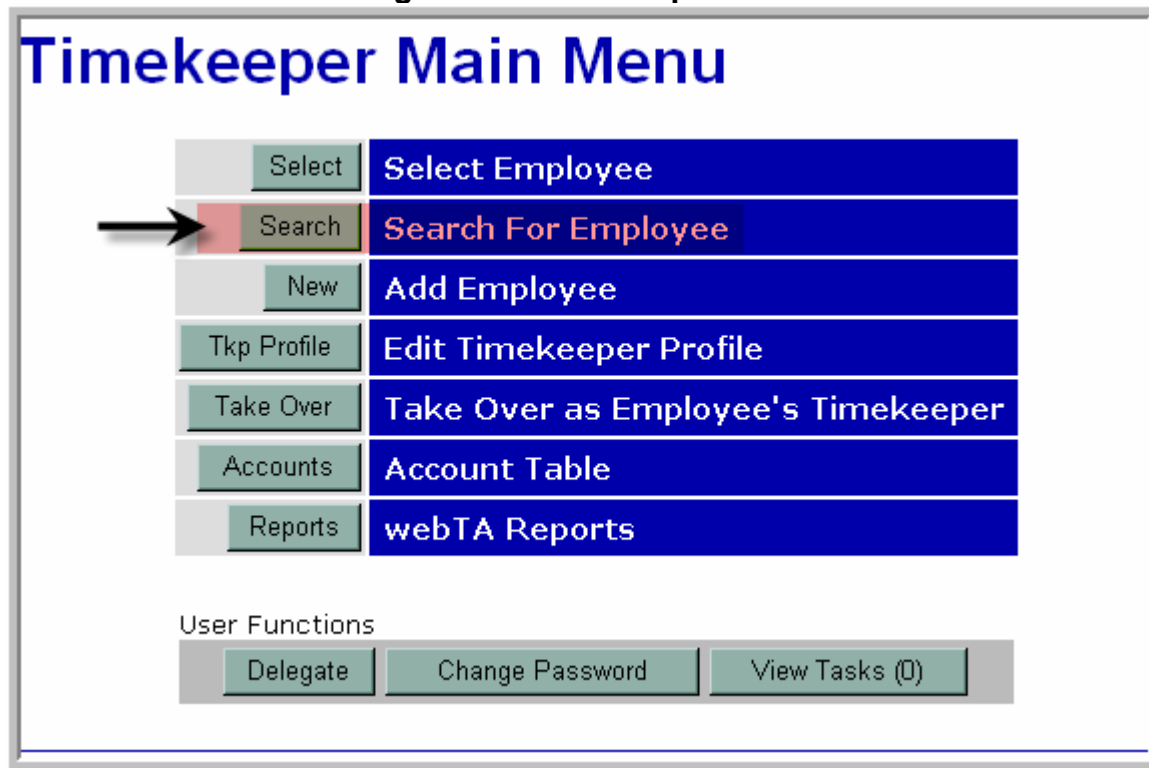 Timekeeper Main Menu
Select Select Employee
Search Search For Employee
New Add Employee
Tkp Profile Edit Timekeeper Profile
Take Over Take Over as Employee's Timekeeper
Accounts Account Table
Reports webTA Reports
User Functions
Delegate Change Password View Tasks (0)